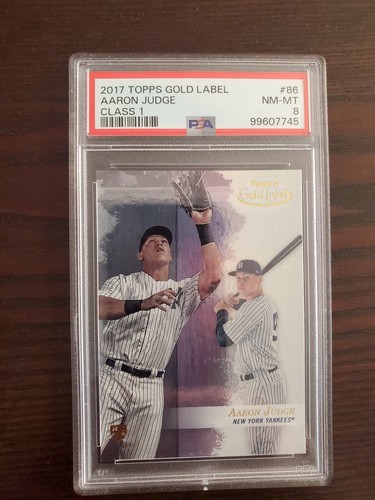 2017 TOPPS GOLD LABEL #86
AARON JUDGE NM-MT
CLASS 1 8
PSA 99607745
Topps
Gold Label
AARON JUDGE
NEW YORK YANKEES®